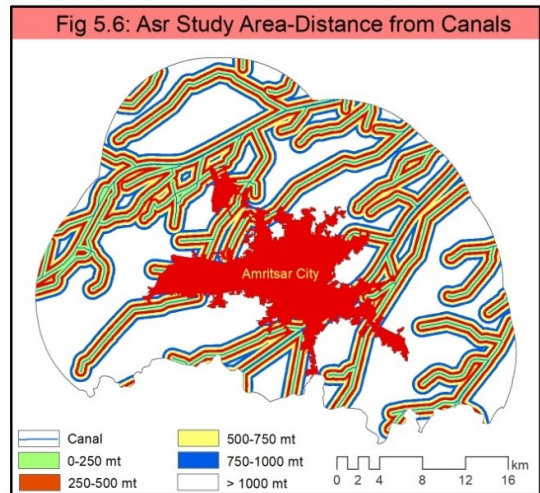 Fig 5.6: Asr Study Area-Distance from Canals
Amritsar City
Canal
0-250 mt
250-500 mt
500-750 mt
750-1000 mt
> 1000 mt
km
0 2 4 8 12 16